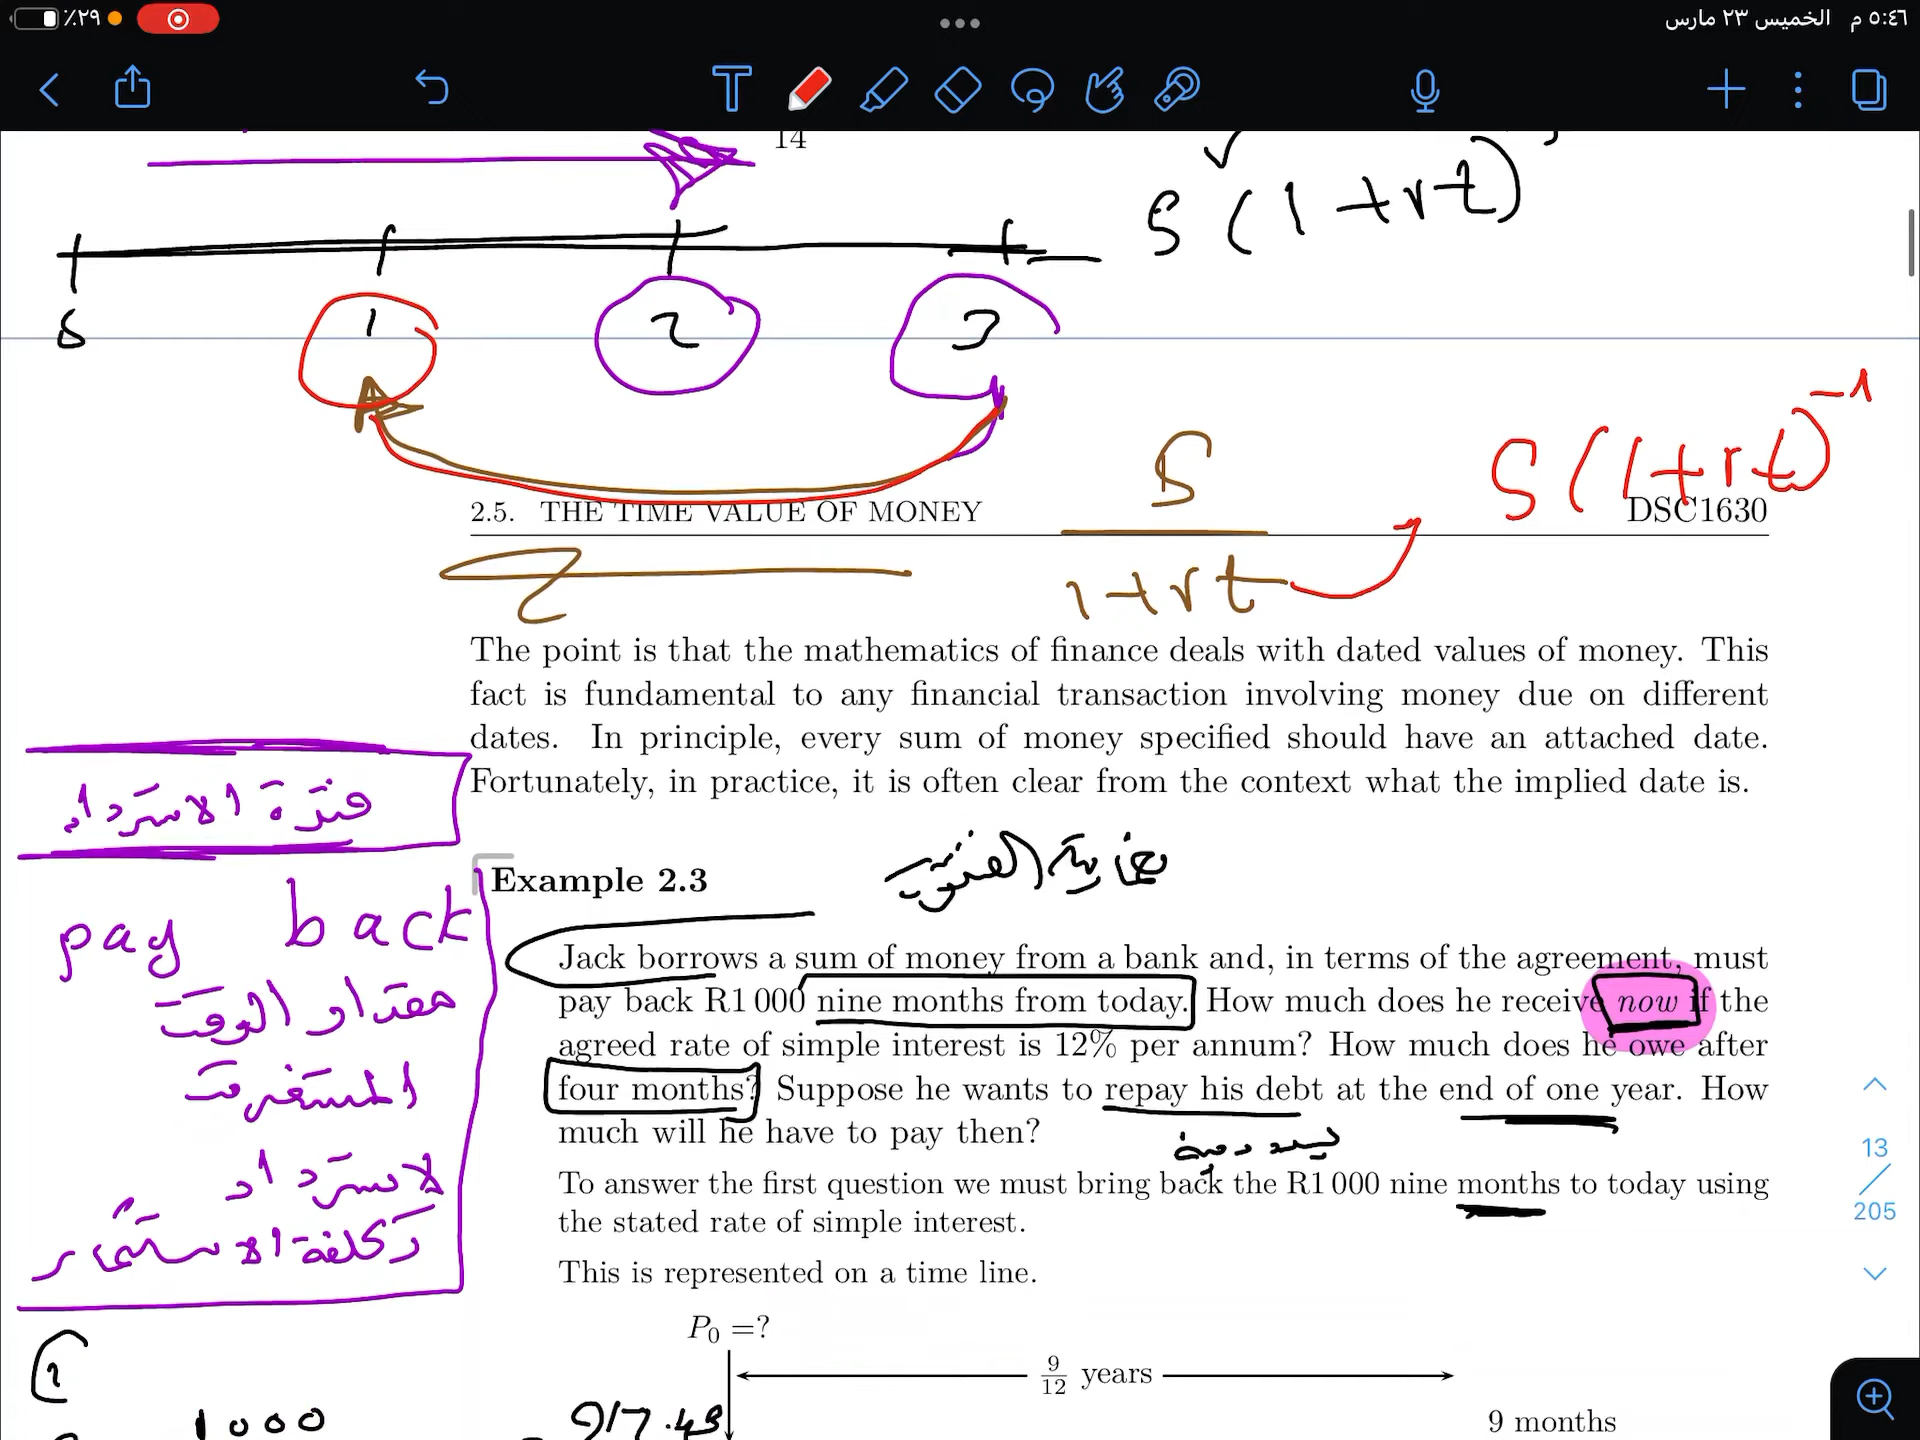 ٪٢٩
٥:٤٦ م الخميس ٢٣ مارس
14
S (1+rt)
S 1 2 3
S (1+rt)⁻¹
S
1+rt
2.5. THE TIME VALUE OF MONEY DSC1630
The point is that the mathematics of finance deals with dated values of money. This
fact is fundamental to any financial transaction involving money due on different
dates. In principle, every sum of money specified should have an attached date.
Fortunately, in practice, it is often clear from the context what the implied date is.
فترة الاسترداد
pay back
مقدار الوقت
المستغرق
لاسترداد
تكلفة الاستثمار
Example 2.3
Jack borrows a sum of money from a bank and, in terms of the agreement, must
pay back R1 000 nine months from today. How much does he receive now if the
agreed rate of simple interest is 12% per annum? How much does he owe after
four months? Suppose he wants to repay his debt at the end of one year. How
much will he have to pay then?
To answer the first question we must bring back the R1 000 nine months to today using
the stated rate of simple interest.
This is represented on a time line.
P₀ =?
9/12 years
9 months
1000
917.43
13
205